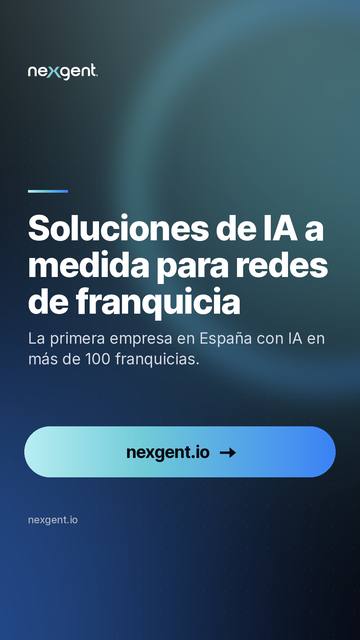 nexgent.
Soluciones de IA a
medida para redes
de franquicia
La primera empresa en España con IA en
más de 100 franquicias.
nexgent.io →
nexgent.io